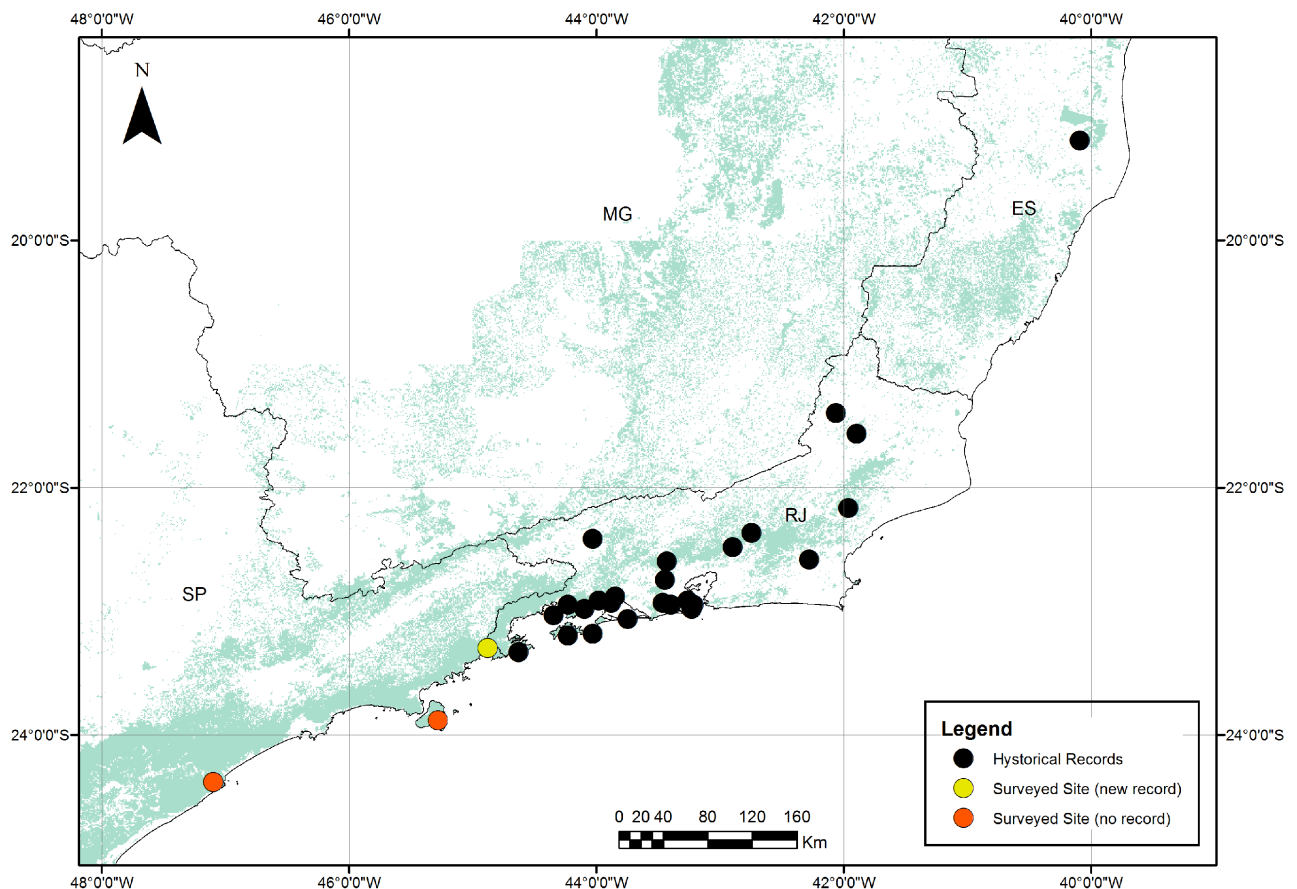 48°0'0"W 46°0'0"W 44°0'0"W 42°0'0"W 40°0'0"W
N
MG
ES
20°0'0"S 20°0'0"S
22°0'0"S 22°0'0"S
RJ
SP
24°0'0"S 24°0'0"S
Legend
Hystorical Records
Surveyed Site (new record)
Surveyed Site (no record)
0 20 40 80 120 160
Km
48°0'0"W 46°0'0"W 44°0'0"W 42°0'0"W 40°0'0"W